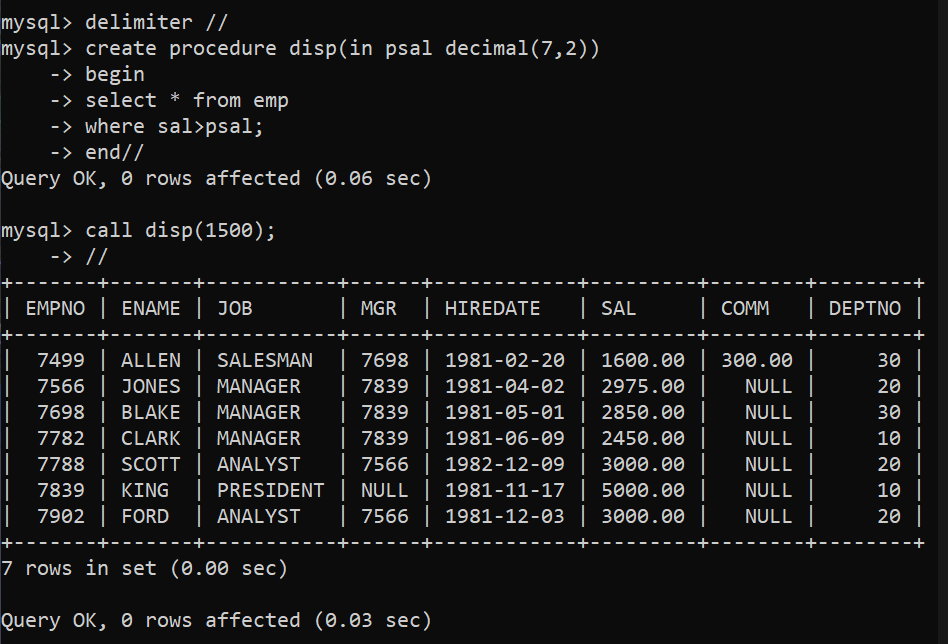 mysql> delimiter //
mysql> create procedure disp(in psal decimal(7,2))
    -> begin
    -> select * from emp
    -> where sal>psal;
    -> end//
Query OK, 0 rows affected (0.06 sec)

mysql> call disp(1500);
    -> //
+-------+-------+-----------+------+------------+---------+--------+--------+
| EMPNO | ENAME | JOB       | MGR  | HIREDATE   | SAL     | COMM   | DEPTNO |
+-------+-------+-----------+------+------------+---------+--------+--------+
|  7499 | ALLEN | SALESMAN  | 7698 | 1981-02-20 | 1600.00 | 300.00 |     30 |
|  7566 | JONES | MANAGER   | 7839 | 1981-04-02 | 2975.00 |   NULL |     20 |
|  7698 | BLAKE | MANAGER   | 7839 | 1981-05-01 | 2850.00 |   NULL |     30 |
|  7782 | CLARK | MANAGER   | 7839 | 1981-06-09 | 2450.00 |   NULL |     10 |
|  7788 | SCOTT | ANALYST   | 7566 | 1982-12-09 | 3000.00 |   NULL |     20 |
|  7839 | KING  | PRESIDENT | NULL | 1981-11-17 | 5000.00 |   NULL |     10 |
|  7902 | FORD  | ANALYST   | 7566 | 1981-12-03 | 3000.00 |   NULL |     20 |
+-------+-------+-----------+------+------------+---------+--------+--------+
7 rows in set (0.00 sec)

Query OK, 0 rows affected (0.03 sec)